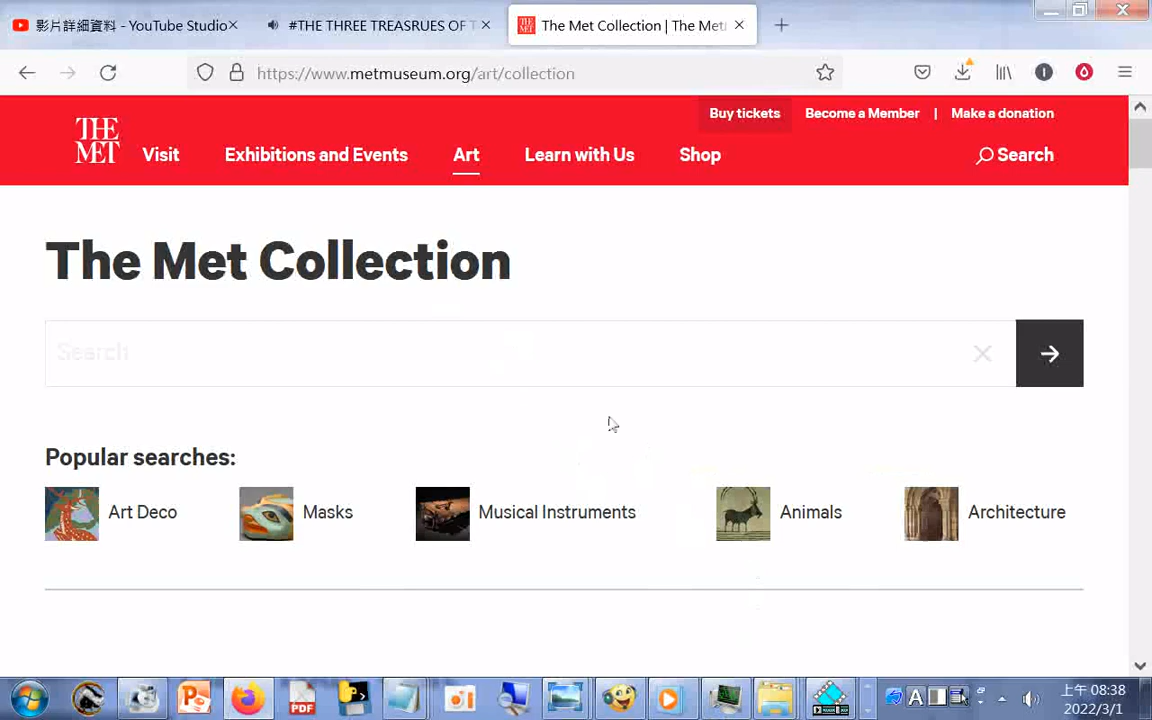 影片詳細資料 - YouTube Studio
#THE THREE TREASRUES OF T
The Met Collection | The Met
https://www.metmuseum.org/art/collection
Buy tickets
Become a Member | Make a donation
THE MET
Visit
Exhibitions and Events
Art
Learn with Us
Shop
Search
The Met Collection
Search
Popular searches:
Art Deco
Masks
Musical Instruments
Animals
Architecture
PDF
A
上午 08:38
2022/3/1